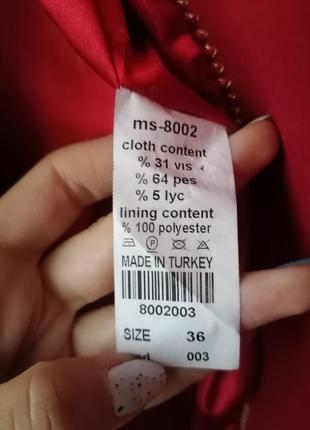 ms-8002
cloth content
% 31 vis
% 64 pes
% 5 lyc
lining content
% 100 polyester
MADE IN TURKEY
8002003
SIZE 36
003